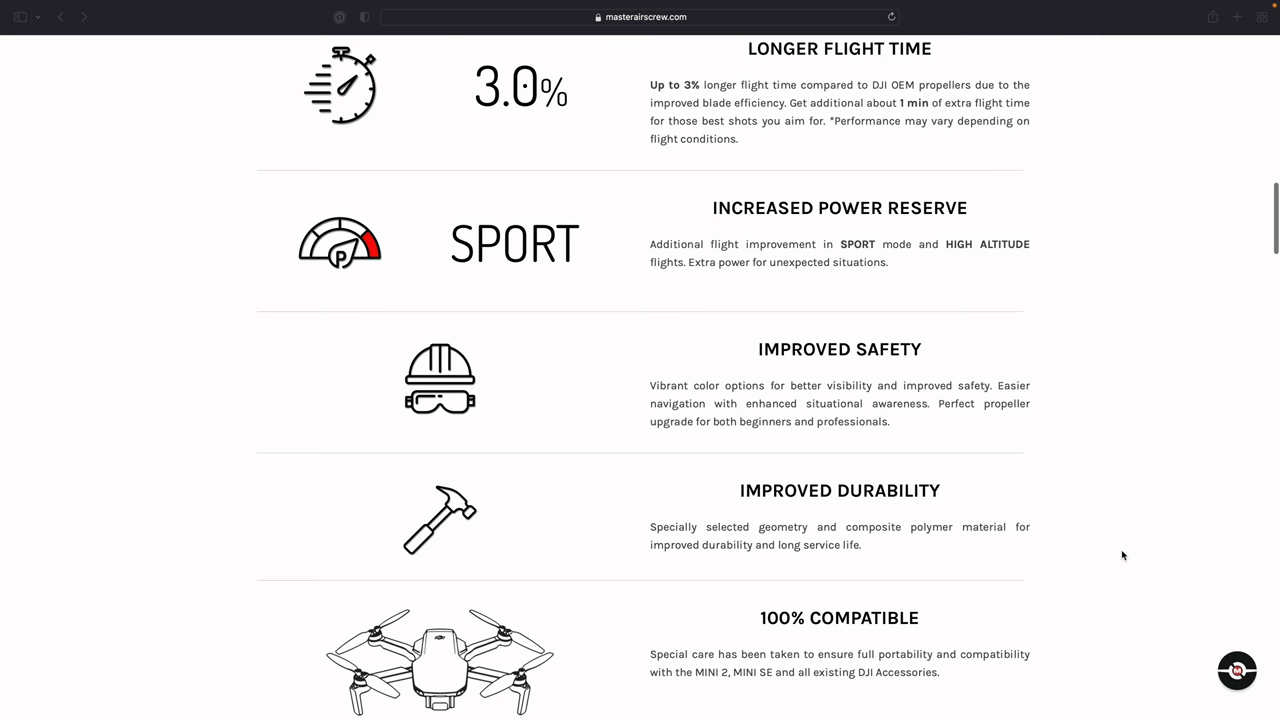 masterairscrew.com
LONGER FLIGHT TIME
3.0%
Up to 3% longer flight time compared to DJI OEM propellers due to the
improved blade efficiency. Get additional about 1 min of extra flight time
for those best shots you aim for. *Performance may vary depending on
flight conditions.
INCREASED POWER RESERVE
P
SPORT
Additional flight improvement in SPORT mode and HIGH ALTITUDE
flights. Extra power for unexpected situations.
IMPROVED SAFETY
Vibrant color options for better visibility and improved safety. Easier
navigation with enhanced situational awareness. Perfect propeller
upgrade for both beginners and professionals.
IMPROVED DURABILITY
Specially selected geometry and composite polymer material for
improved durability and long service life.
100% COMPATIBLE
Special care has been taken to ensure full portability and compatibility
with the MINI 2, MINI SE and all existing DJI Accessories.
M